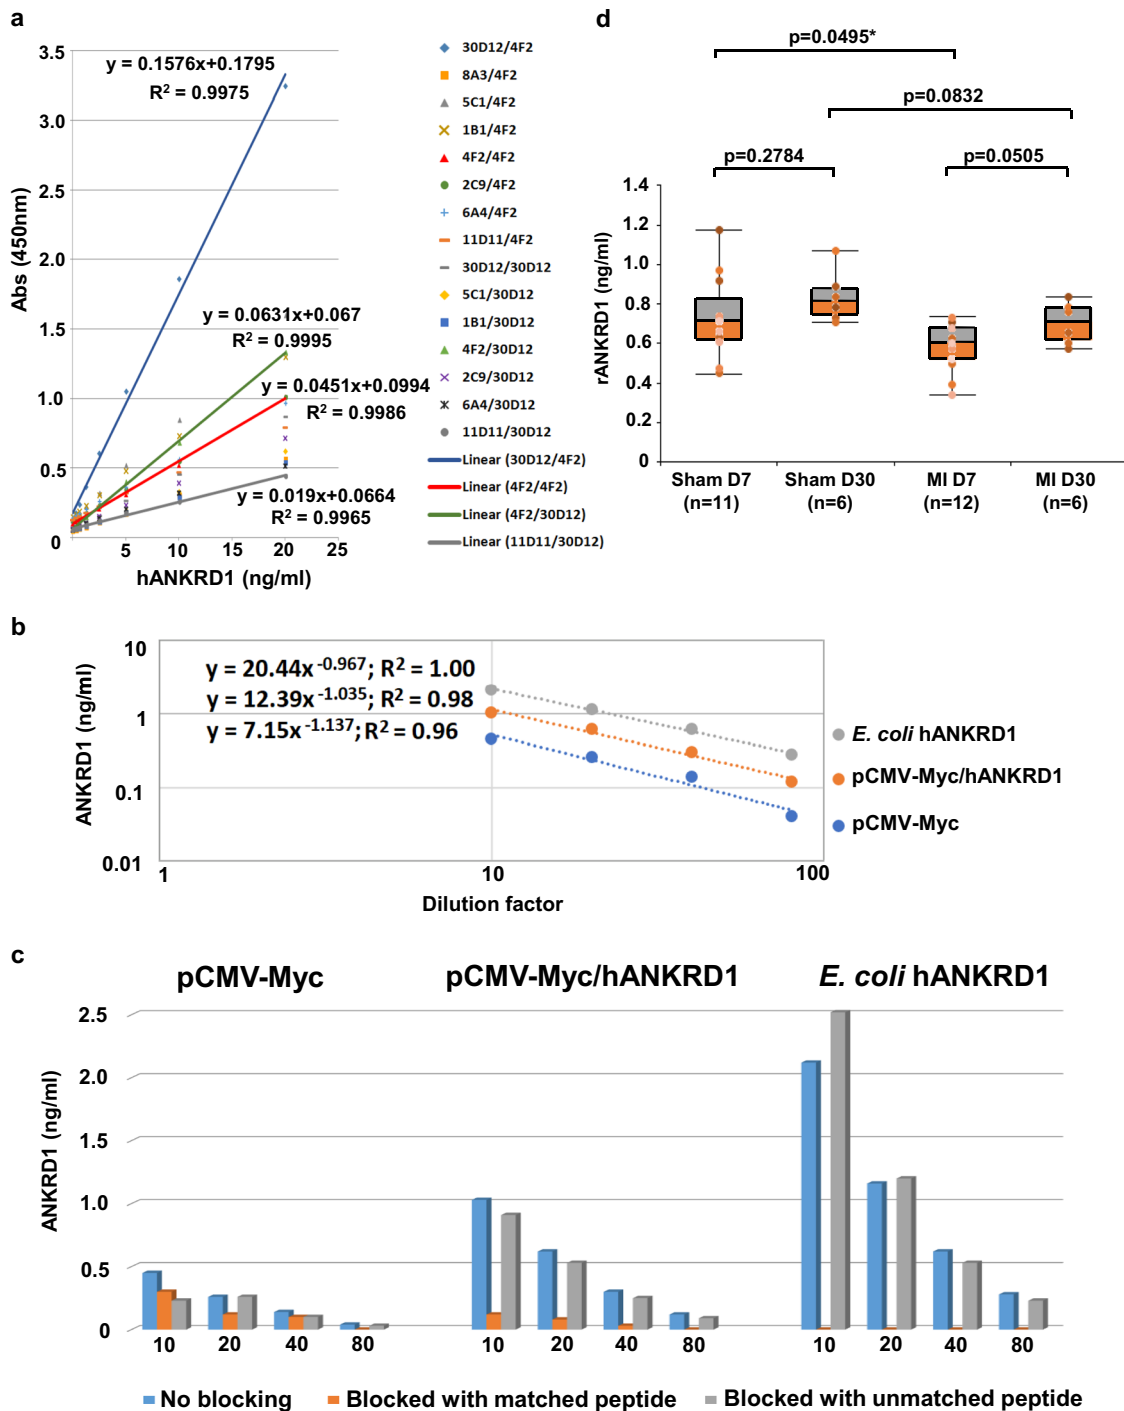 a
3.5
3.0
2.5
2.0
1.5
1.0
0.5
0
5
10
15
20
25
Abs (450nm)
hANKRD1 (ng/ml)
y = 0.1576x+0.1795
R² = 0.9975
y = 0.0631x+0.067
R² = 0.9995
y = 0.0451x+0.0994
R² = 0.9986
y = 0.019x+0.0664
R² = 0.9965
30D12/4F2
8A3/4F2
5C1/4F2
1B1/4F2
4F2/4F2
2C9/4F2
6A4/4F2
11D11/4F2
30D12/30D12
5C1/30D12
1B1/30D12
4F2/30D12
2C9/30D12
6A4/30D12
11D11/30D12
Linear (30D12/4F2)
Linear (4F2/4F2)
Linear (4F2/30D12)
Linear (11D11/30D12)
d
p=0.0495*
p=0.0832
p=0.2784
p=0.0505
1.4
1.2
1.0
0.8
0.6
0.4
0.2
0
rANKRD1 (ng/ml)
Sham D7
(n=11)
Sham D30
(n=6)
MI D7
(n=12)
MI D30
(n=6)
b
10
1
0.1
0.01
ANKRD1 (ng/ml)
y = 20.44x⁻⁰·⁹⁶⁷; R² = 1.00
y = 12.39x⁻¹·⁰³⁵; R² = 0.98
y = 7.15x⁻¹·¹³⁷; R² = 0.96
1
10
100
Dilution factor
E. coli hANKRD1
pCMV-Myc/hANKRD1
pCMV-Myc
c
pCMV-Myc
pCMV-Myc/hANKRD1
E. coli hANKRD1
2.5
2.0
1.5
1.0
0.5
0
ANKRD1 (ng/ml)
10
20
40
80
10
20
40
80
10
20
40
80
No blocking
Blocked with matched peptide
Blocked with unmatched peptide